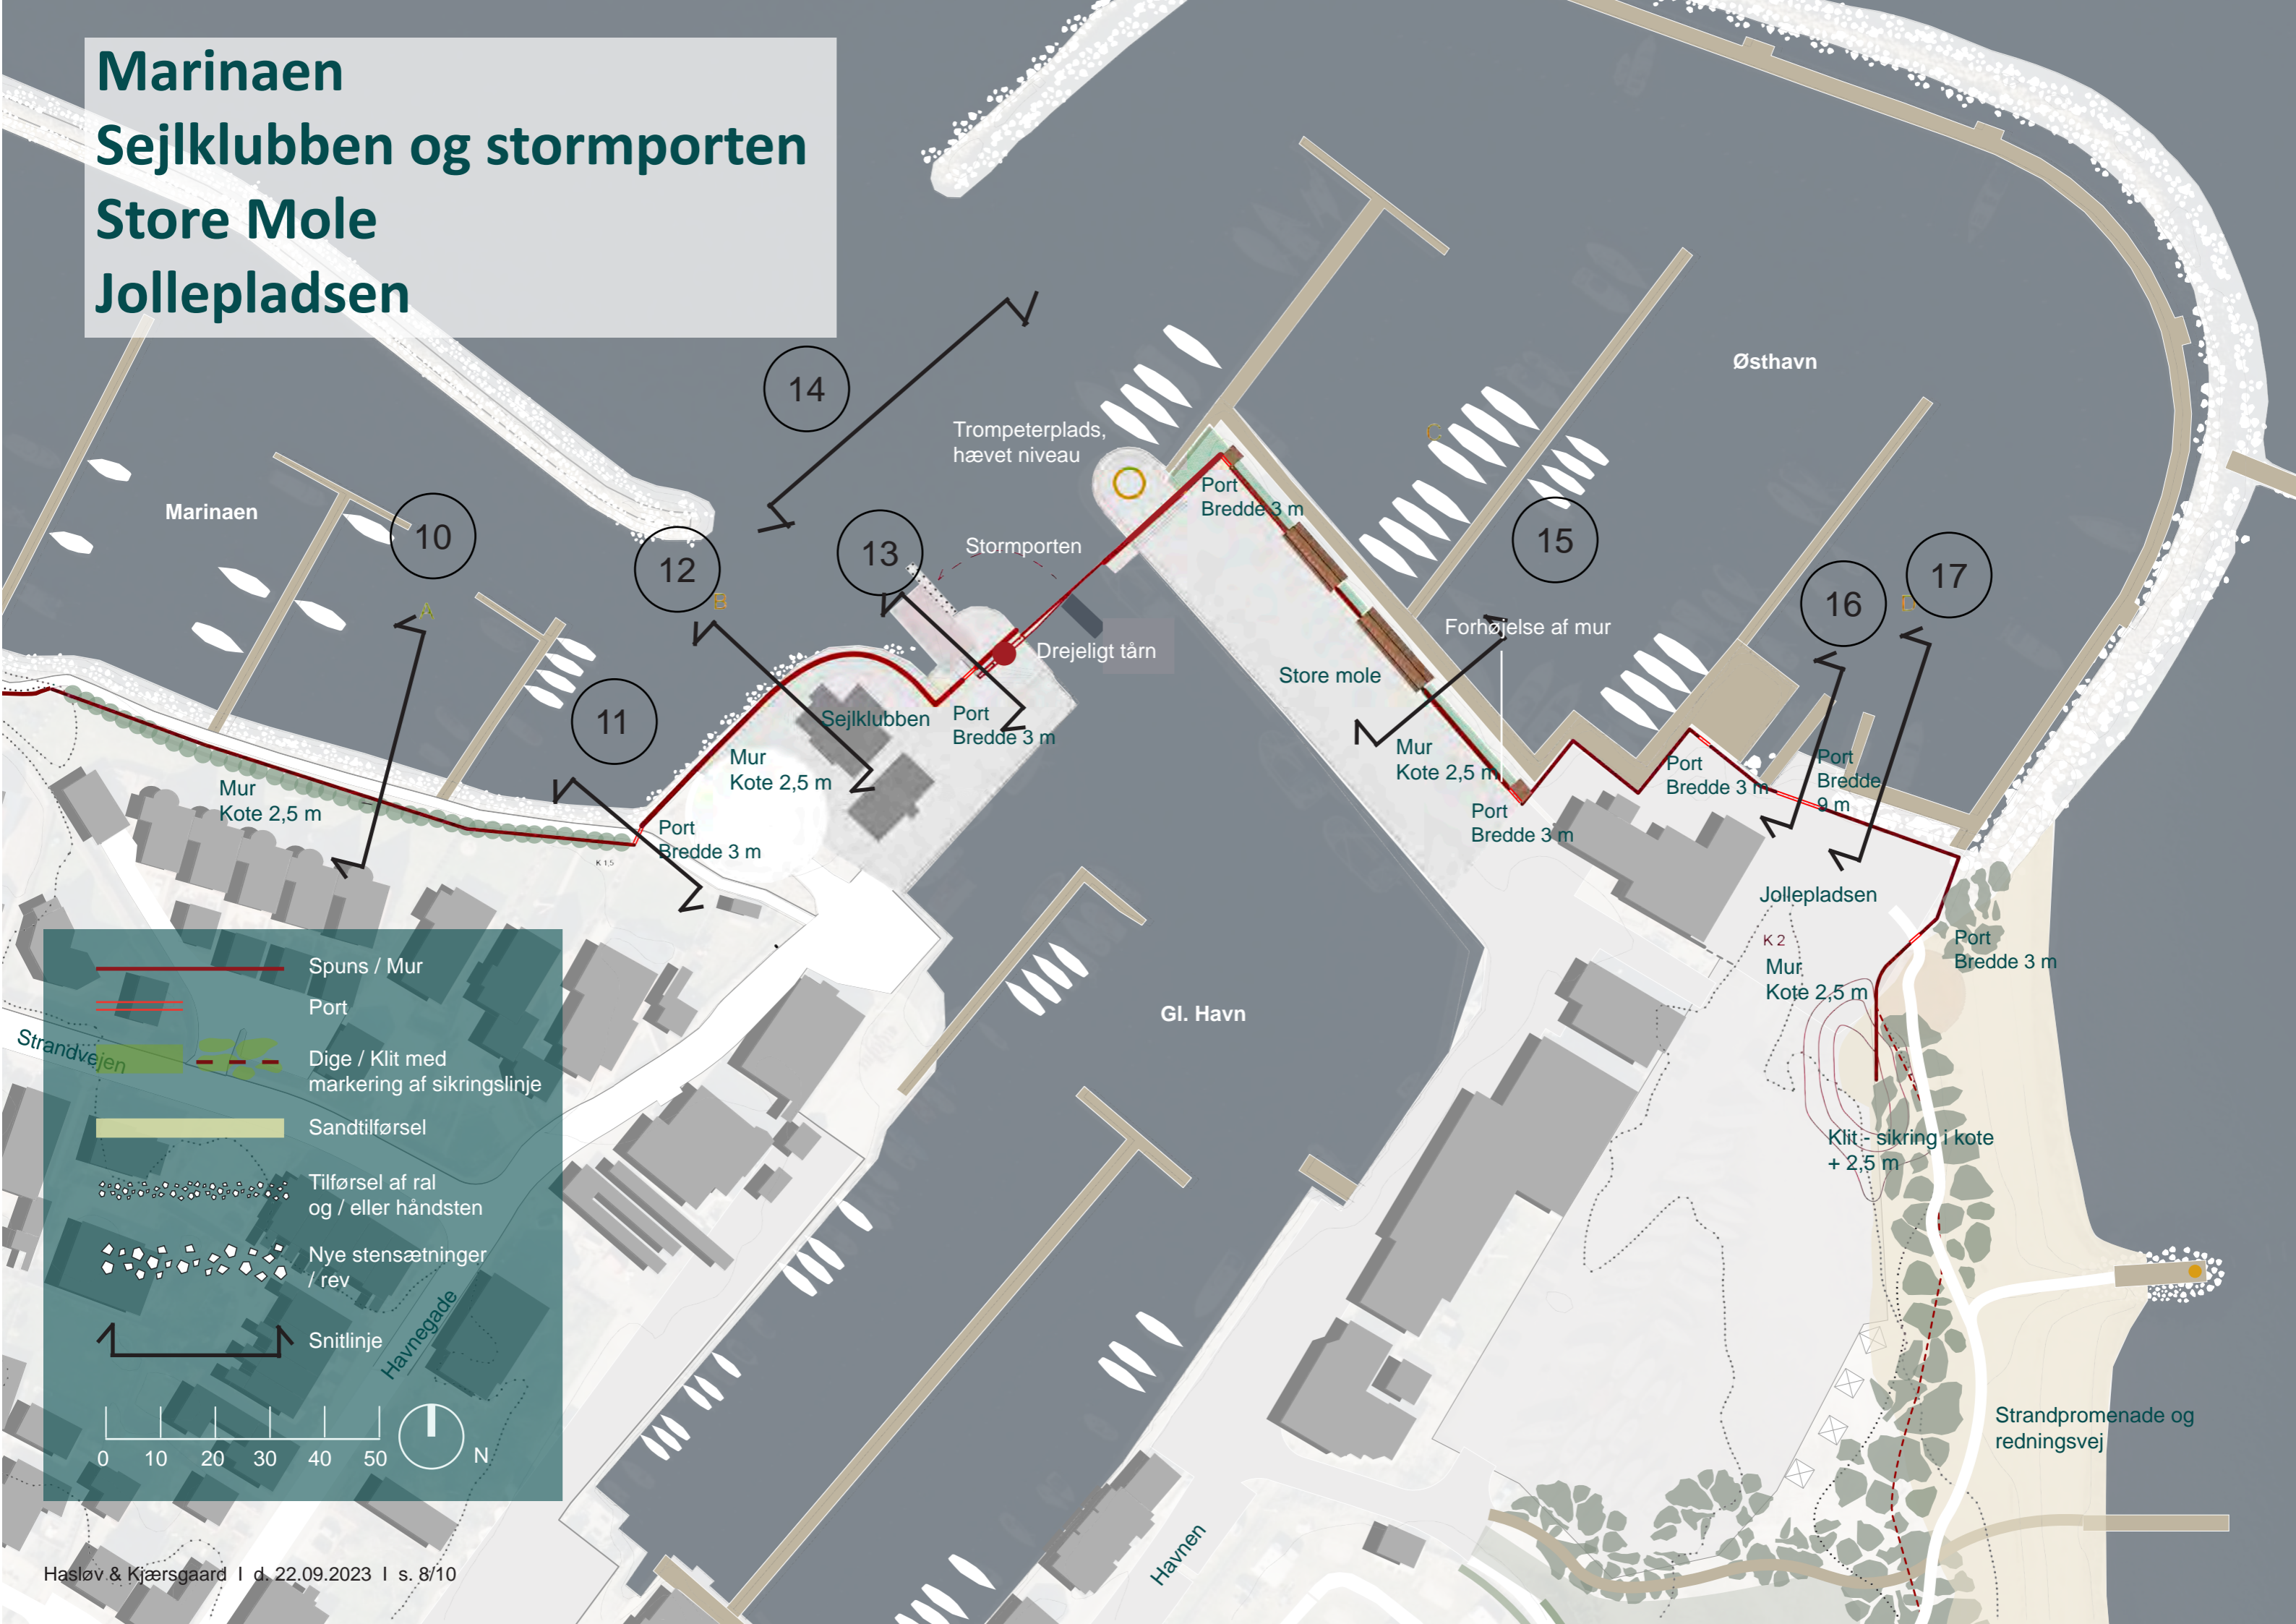 Marinaen
Sejlklubben og stormporten
Store Mole
Jollepladsen
14
Østhavn
Trompeterplads,
hævet niveau
Marinaen
10
Port
Bredde 3 m
C
12
13
Stormporten
15
16
17
A
B
D
Forhøjelse af mur
Drejeligt tårn
Store mole
11
Sejlklubben
Port
Bredde 3 m
Mur
Kote 2,5 m
Mur
Kote 2,5 m
Port
Bredde 3 m
Port
Bredde
9 m
Mur
Kote 2,5 m
Port
Bredde 3 m
Port
Bredde 3 m
K 1,5
Jollepladsen
K 2
Mur
Kote 2,5 m
Port
Bredde 3 m
Gl. Havn
Klit - sikring i kote
+ 2,5 m
Spuns / Mur
Port
Strandvejen
Dige / Klit med
markering af sikringslinje
Sandtilførsel
Tilførsel af ral
og / eller håndsten
Nye stensætninger
/ rev
Snitlinje
Havnegade
0 10 20 30 40 50
N
Strandpromenade og
redningsvej
Havnen
Hasløv & Kjærsgaard I d. 22.09.2023 I s. 8/10